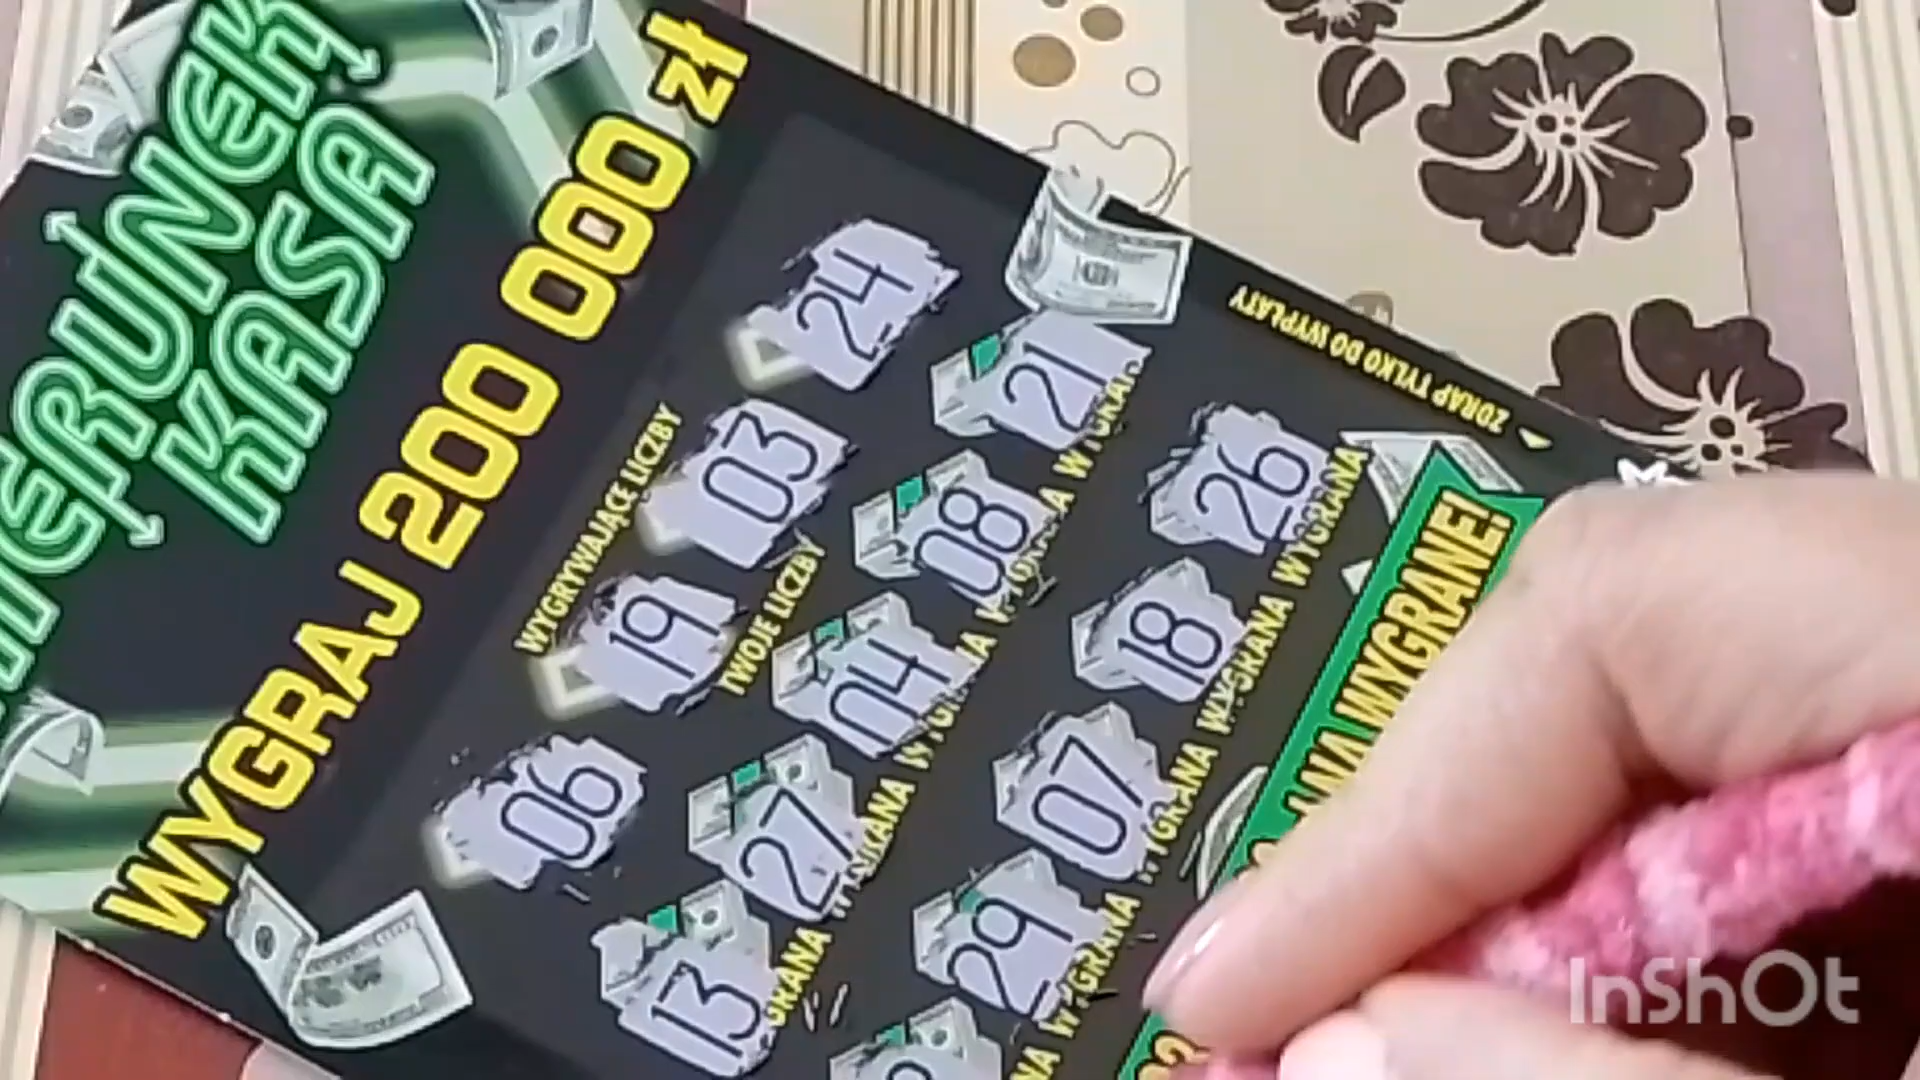 KASA
WYGRAJ 200 000 zł
WYGRYWAJĄCE LICZBY
06 19 03 24
TWOJE LICZBY
13 27 04 08 21
WYGRANA
29 07 18 26
WYGRANA WYGRANA WYGRANA WYGRANA
WYGRANE!
ZDRAP TYLKO DO WYPŁATY
InShOt